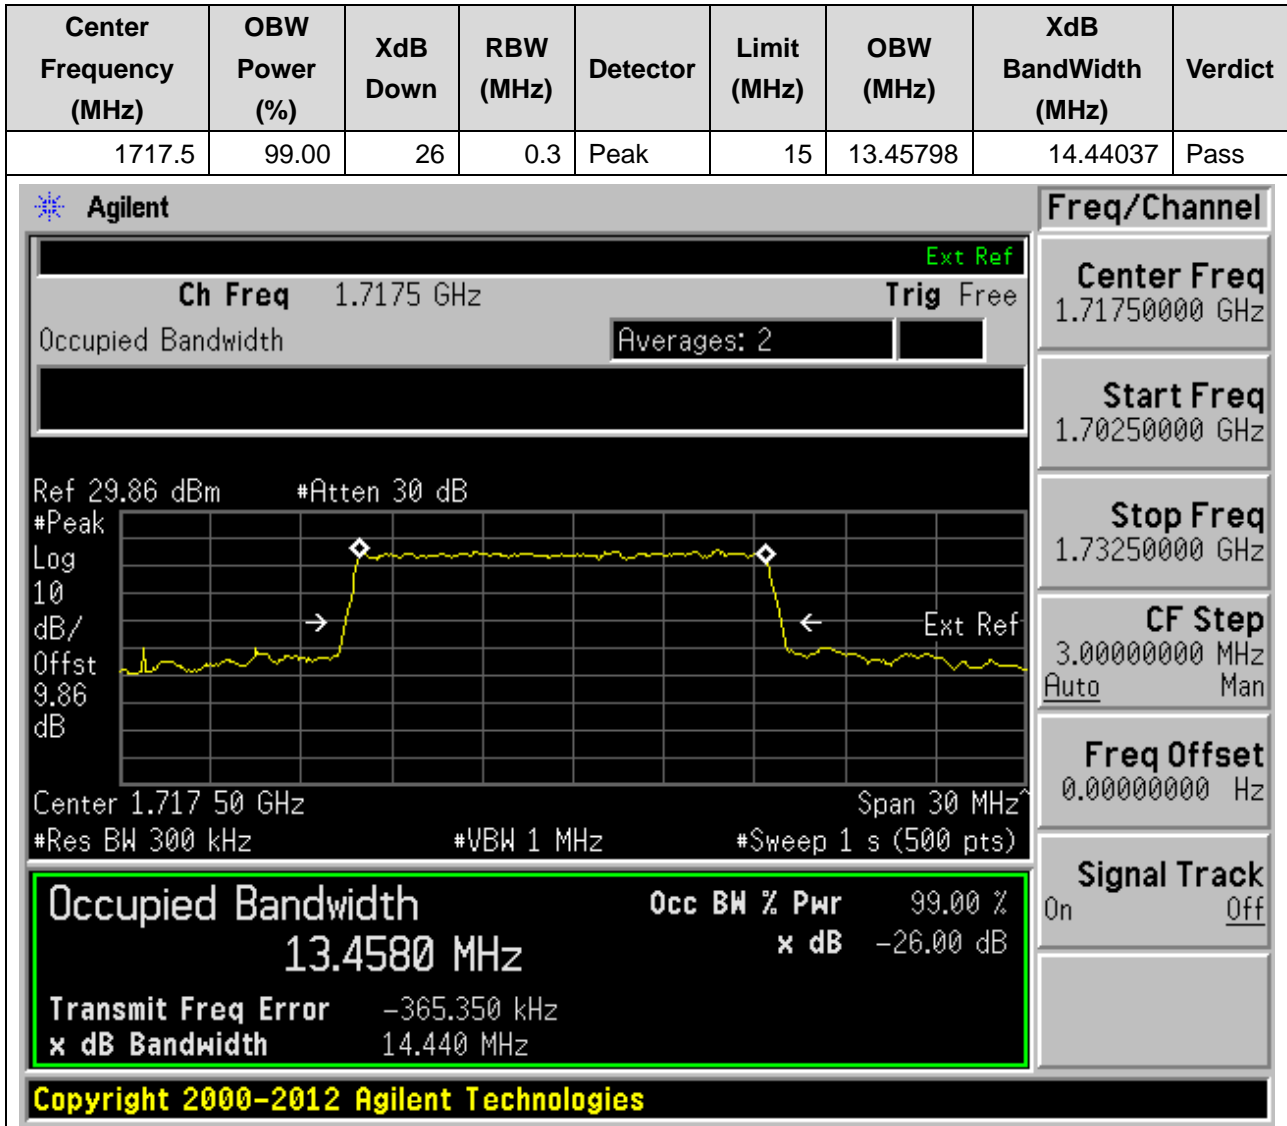 Center Frequency (MHz) OBW Power (%) XdB Down RBW (MHz) Detector Limit (MHz) OBW (MHz) XdB BandWidth (MHz) Verdict
1717.5 99.00 26 0.3 Peak 15 13.45798 14.44037 Pass
Agilent
Freq/Channel
Ext Ref
Ch Freq 1.7175 GHz Trig Free
Occupied Bandwidth Averages: 2
Center Freq
1.71750000 GHz
Start Freq
1.70250000 GHz
Stop Freq
1.73250000 GHz
CF Step
3.00000000 MHz
Auto Man
Freq Offset
0.00000000 Hz
Signal Track
On Off
Ref 29.86 dBm #Atten 30 dB
#Peak
Log
10
dB/
Offst
9.86
dB
Ext Ref
Center 1.717 50 GHz Span 30 MHz^
#Res BW 300 kHz #VBW 1 MHz #Sweep 1 s (500 pts)
Occupied Bandwidth
13.4580 MHz
Occ BW % Pwr 99.00 %
x dB -26.00 dB
Transmit Freq Error -365.350 kHz
x dB Bandwidth 14.440 MHz
Copyright 2000-2012 Agilent Technologies